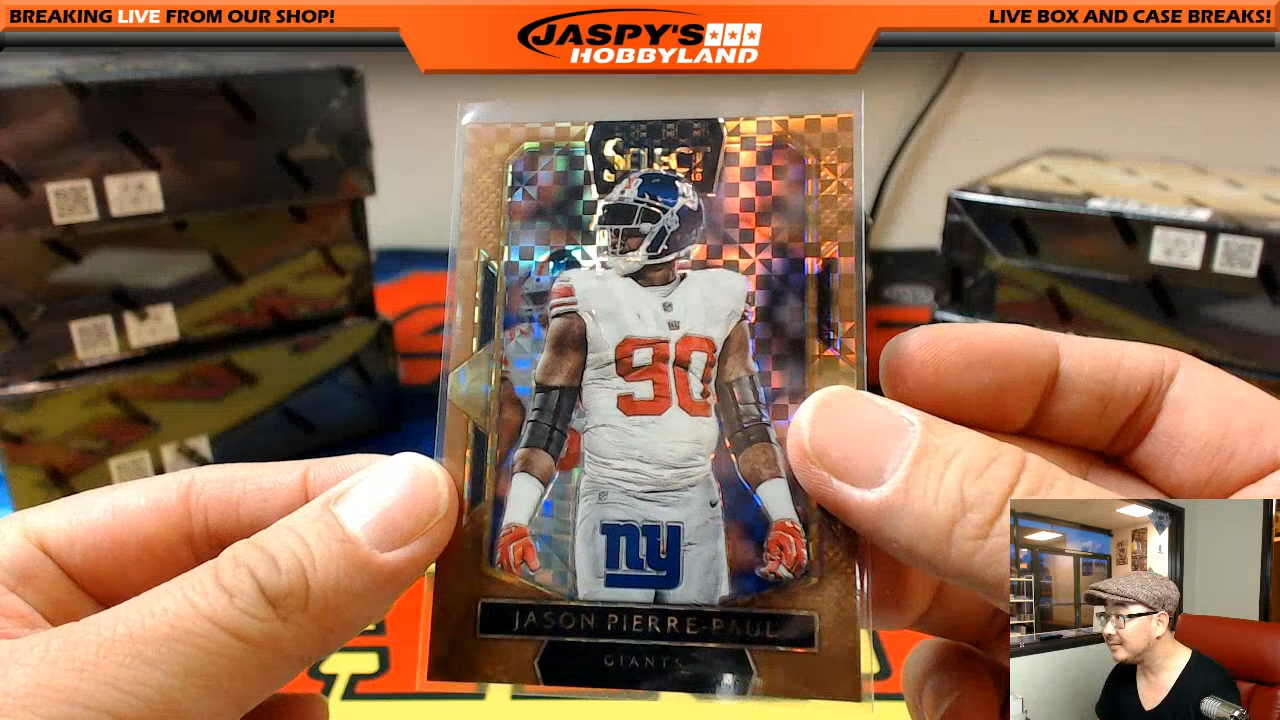 BREAKING LIVE FROM OUR SHOP!
JASPY'S
HOBBYLAND
LIVE BOX AND CASE BREAKS!
SELECT
90
ny
JASON PIERRE-PAUL
GIANTS